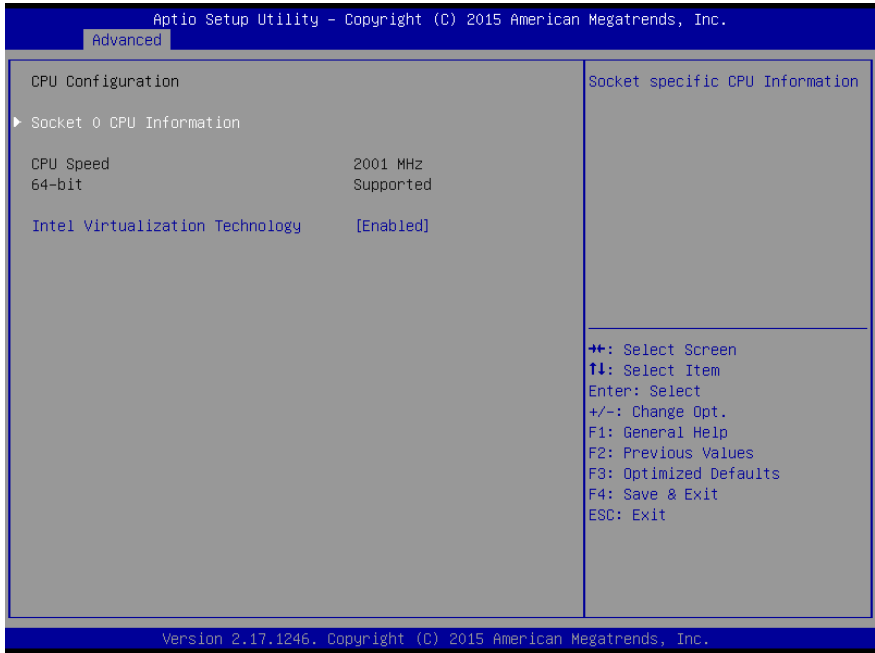 Aptio Setup Utility – Copyright (C) 2015 American Megatrends, Inc.
Advanced
CPU Configuration
Socket 0 CPU Information
CPU Speed 2001 MHz
64-bit Supported
Intel Virtualization Technology [Enabled]
Socket specific CPU Information
→←: Select Screen
↑↓: Select Item
Enter: Select
+/-: Change Opt.
F1: General Help
F2: Previous Values
F3: Optimized Defaults
F4: Save & Exit
ESC: Exit
Version 2.17.1246. Copyright (C) 2015 American Megatrends, Inc.